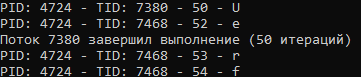 PID: 4724 - TID: 7380 - 50 - U
PID: 4724 - TID: 7468 - 52 - e
Поток 7380 завершил выполнение (50 итераций)
PID: 4724 - TID: 7468 - 53 - r
PID: 4724 - TID: 7468 - 54 - f